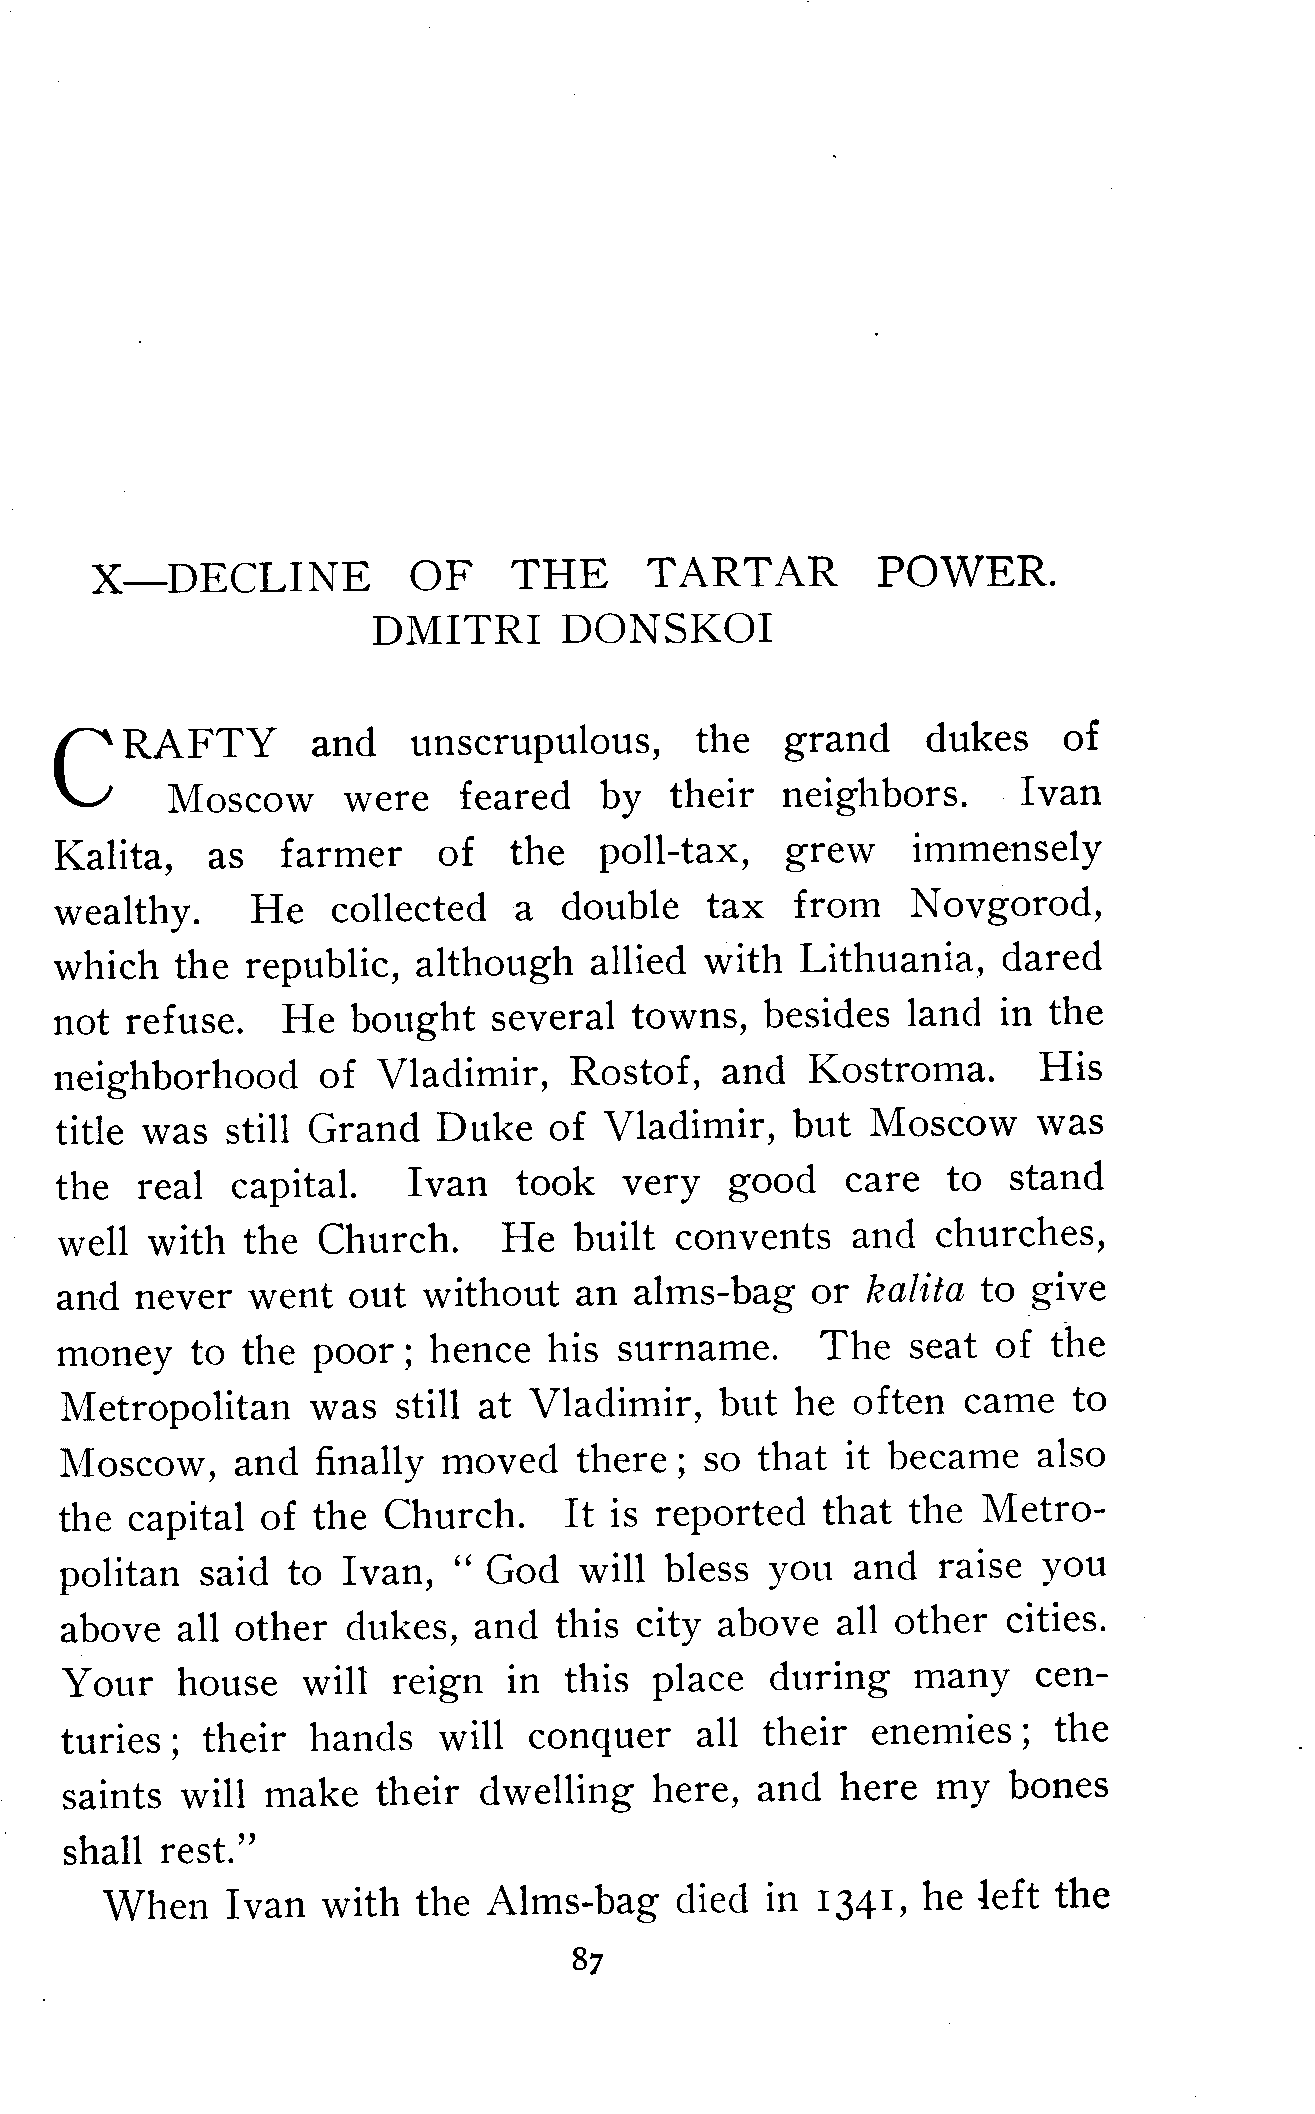 X—DECLINE OF THE TARTAR POWER.
DMITRI DONSKOI
CRAFTY and unscrupulous, the grand dukes of
Moscow were feared by their neighbors. Ivan
Kalita, as farmer of the poll-tax, grew immensely
wealthy. He collected a double tax from Novgorod,
which the republic, although allied with Lithuania, dared
not refuse. He bought several towns, besides land in the
neighborhood of Vladimir, Rostof, and Kostroma. His
title was still Grand Duke of Vladimir, but Moscow was
the real capital. Ivan took very good care to stand
well with the Church. He built convents and churches,
and never went out without an alms-bag or kalita to give
money to the poor ; hence his surname. The seat of the
Metropolitan was still at Vladimir, but he often came to
Moscow, and finally moved there ; so that it became also
the capital of the Church. It is reported that the Metro-
politan said to Ivan, “ God will bless you and raise you
above all other dukes, and this city above all other cities.
Your house will reign in this place during many cen-
turies ; their hands will conquer all their enemies ; the
saints will make their dwelling here, and here my bones
shall rest.”
When Ivan with the Alms-bag died in 1341, he left the
87